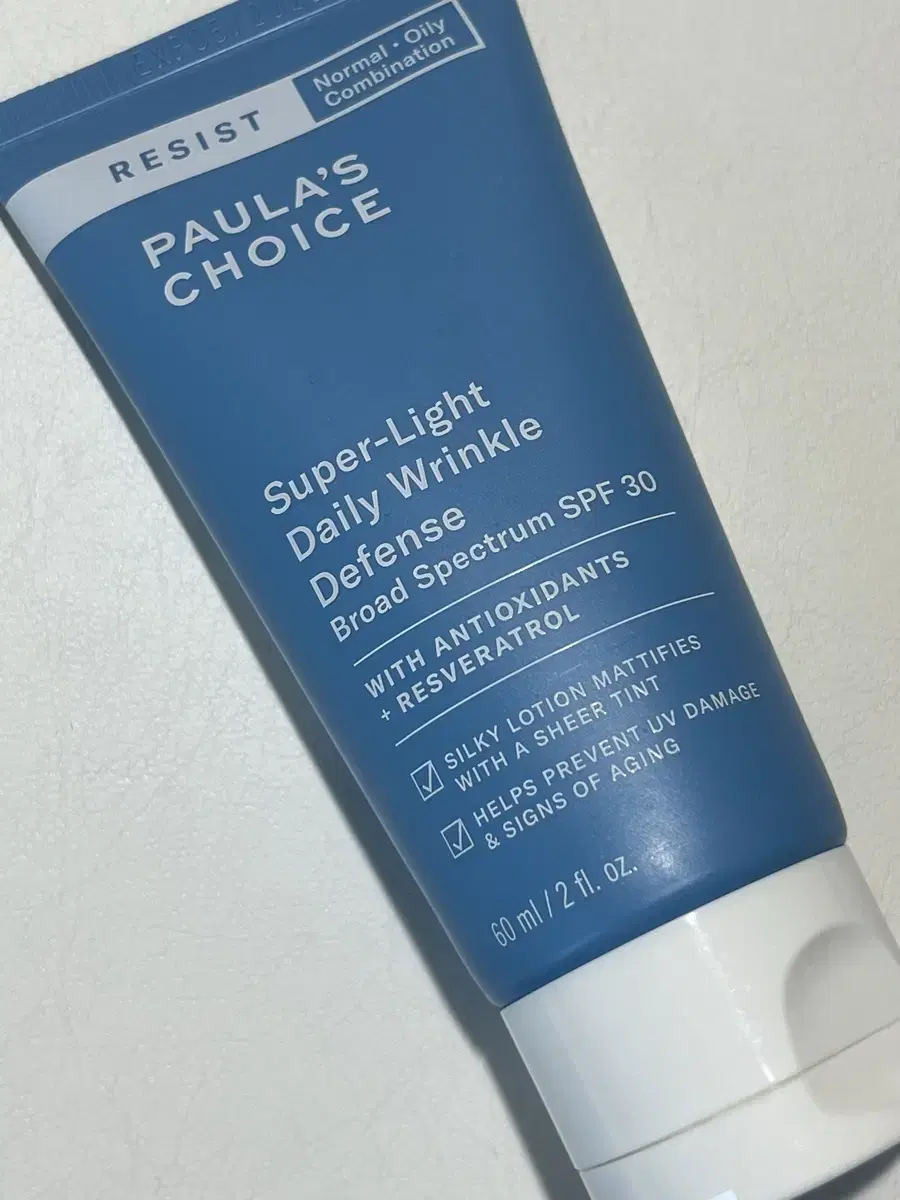 RESIST
Normal • Oily
Combination
PAULA'S
CHOICE
Super-Light
Daily Wrinkle
Defense
Broad Spectrum SPF 30
WITH ANTIOXIDANTS
+ RESVERATROL
SILKY LOTION MATTIFIES
WITH A SHEER TINT
HELPS PREVENT UV DAMAGE
& SIGNS OF AGING
60 ml / 2 fl. oz.